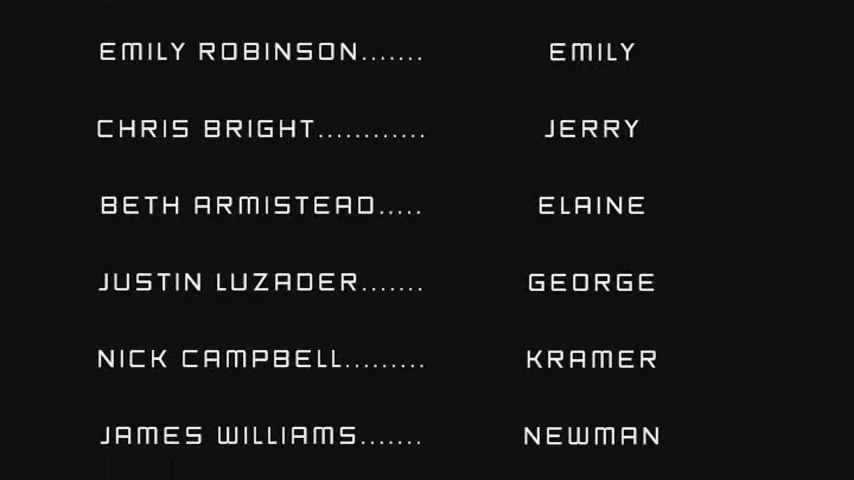 EMILY ROBINSON....... EMILY
CHRIS BRIGHT............ JERRY
BETH ARMISTEAD..... ELAINE
JUSTIN LUZADER....... GEORGE
NICK CAMPBELL......... KRAMER
JAMES WILLIAMS....... NEWMAN